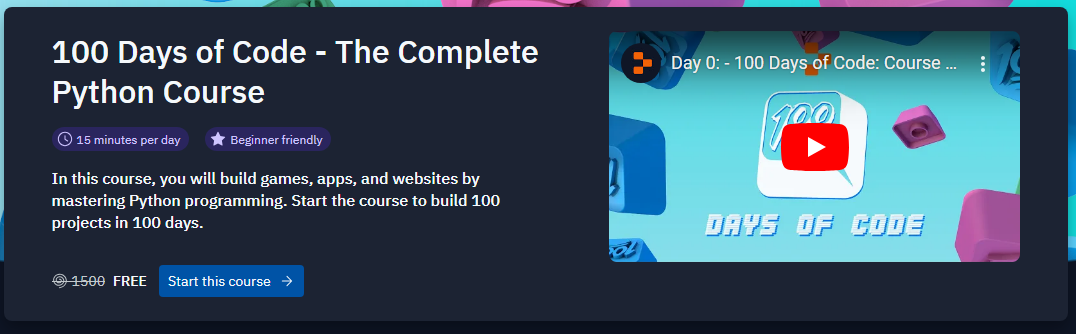 100 Days of Code - The Complete
Python Course
15 minutes per day
Beginner friendly
In this course, you will build games, apps, and websites by
mastering Python programming. Start the course to build 100
projects in 100 days.
1500 FREE Start this course →
Day 0: - 100 Days of Code: Course ...
100
DAYS OF CODE